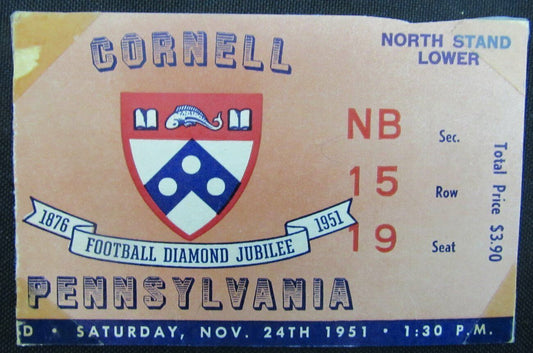 CORNELL
NORTH STAND
LOWER
NB Sec.
15 Row
19 Seat
Total Price $3.90
1876
FOOTBALL DIAMOND JUBILEE
1951
PENNSYLVANIA
D • SATURDAY, NOV. 24TH 1951 • 1:30 P.M.